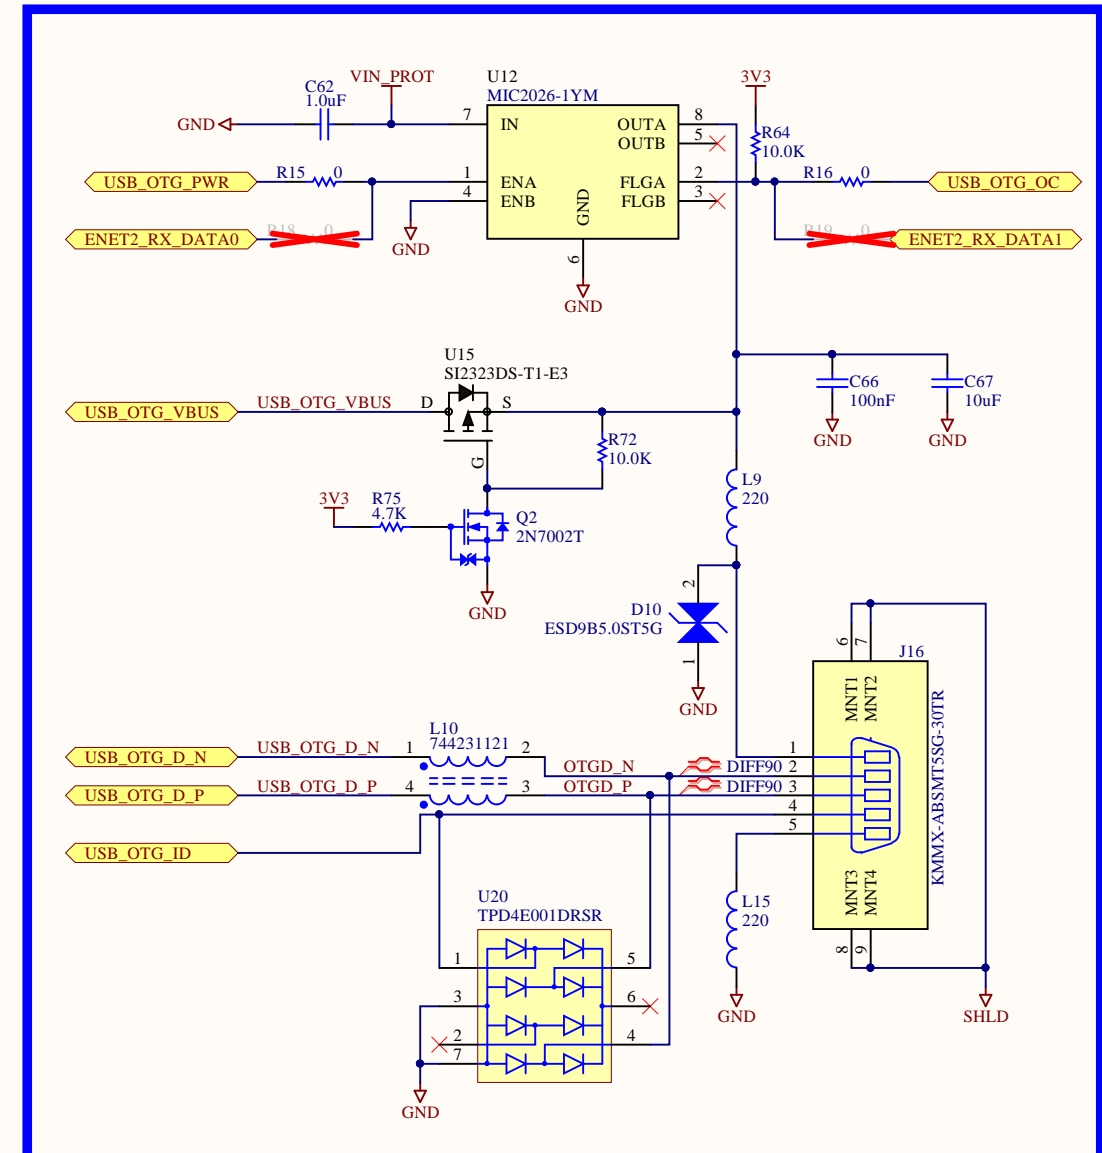 C62
1.0uF
VIN_PROT
U12
MIC2026-1YM
3V3
GND
7
IN
OUTA
8
OUTB
5
R64
10.0K
USB_OTG_PWR
R15
0
1
ENA
FLGA
2
R16
0
USB_OTG_OC
4
ENB
FLGB
3
GND
ENET2_RX_DATA0
R18
0
GND
6
GND
R19
0
ENET2_RX_DATA1
U15
SI2323DS-T1-E3
USB_OTG_VBUS
USB_OTG_VBUS
D
S
G
R72
10.0K
C66
100nF
GND
C67
10uF
GND
L9
220
3V3
R75
4.7K
Q2
2N7002T
GND
2
D10
ESD9B5.0ST5G
1
GND
6
7
J16
MNT1
MNT2
KMMX-ABSMT5SG-30TR
L10
744231121
USB_OTG_D_N
USB_OTG_D_N
1
2
OTGD_N
DIFF90
1
2
USB_OTG_D_P
USB_OTG_D_P
4
3
OTGD_P
DIFF90
3
4
5
USB_OTG_ID
MNT3
MNT4
8
9
L15
220
GND
SHLD
U20
TPD4E001DRSR
1
5
3
6
2
4
7
GND